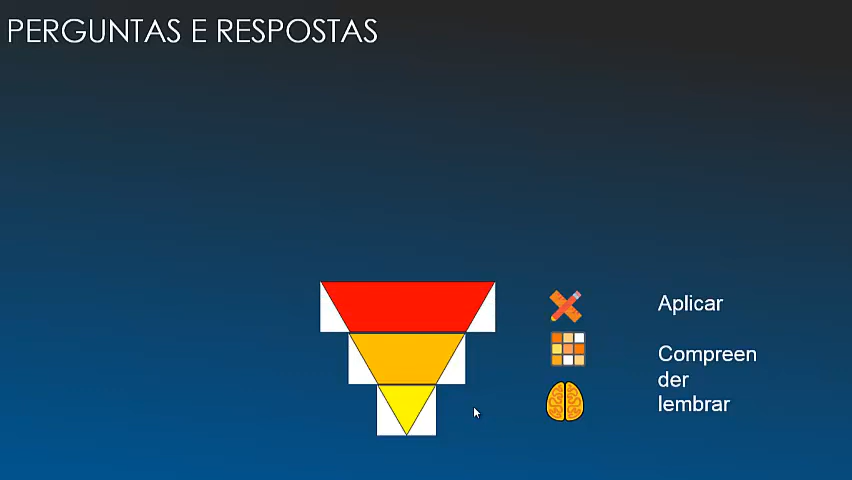 PERGUNTAS E RESPOSTAS
Aplicar
Compreen
der
lembrar